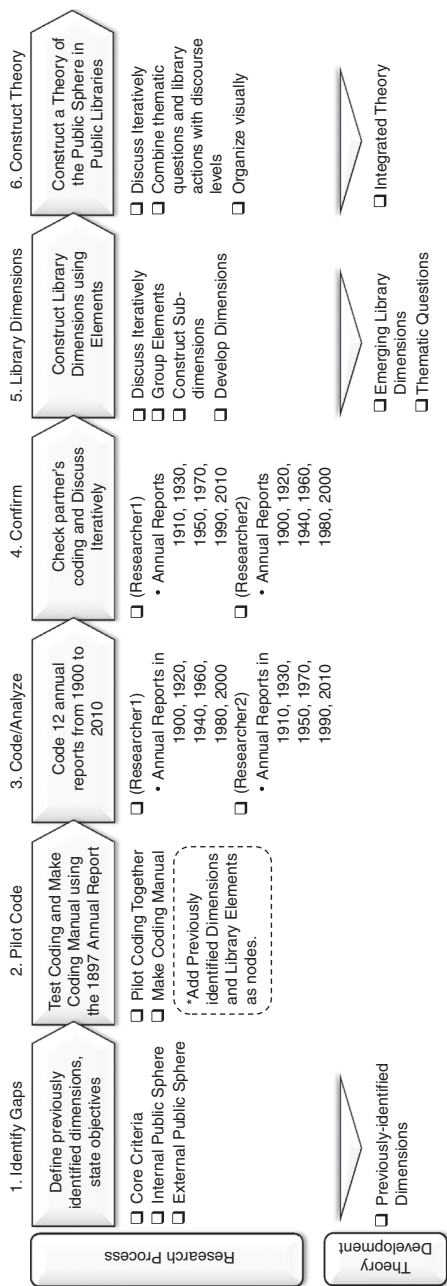 1. Identify Gaps
Define previously
identified dimensions,
state objectives
❑ Core Criteria
❑ Internal Public Sphere
❑ External Public Sphere
2. Pilot Code
Test Coding and Make
Coding Manual using
the 1897 Annual Report
❑ Pilot Coding Together
❑ Make Coding Manual
*Add Previously
identified Dimensions
and Library Elements
as nodes.
3. Code/Analyze
Code 12 annual
reports from 1900 to
2010
❑ (Researcher1)
• Annual Reports in
1900, 1920,
1940, 1960,
1980, 2000
❑ (Researcher2)
• Annual Reports in
1910, 1930,
1950, 1970,
1990, 2010
4. Confirm
Check partner's
coding and Discuss
Iteratively
❑ (Researcher1)
• Annual Reports
1910, 1930,
1950, 1970,
1990, 2010
❑ (Researcher2)
• Annual Reports
1900, 1920,
1940, 1960,
1980, 2000
5. Library Dimensions
Construct Library
Dimensions using
Elements
❑ Discuss Iteratively
❑ Group Elements
❑ Construct Sub-
dimensions
❑ Develop Dimensions
6. Construct Theory
Construct a Theory of
the Public Sphere in
Public Libraries
❑ Discuss Iteratively
❑ Combine thematic
questions and library
actions with discourse
levels
❑ Organize visually
Research Process
Theory
Development
❑ Previously-identified
Dimensions
❑ Emerging Library
Dimensions
❑ Thematic Questions
❑ Integrated Theory